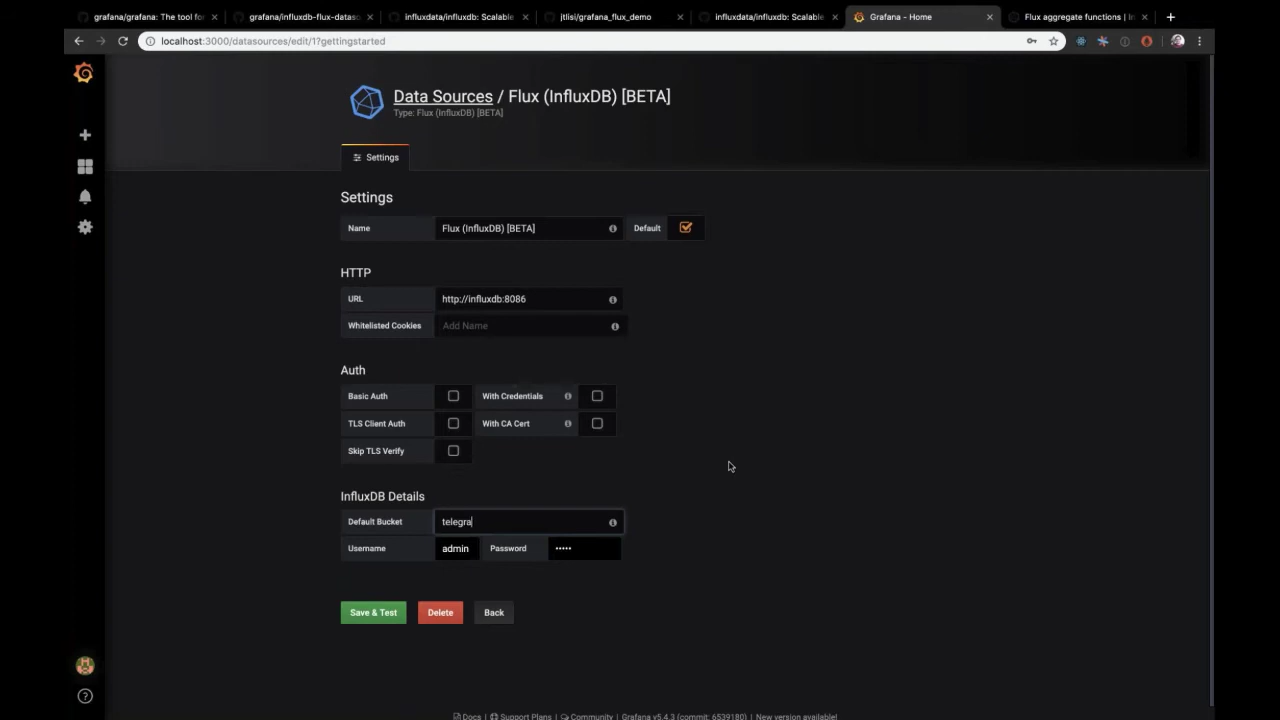 grafana/grafana: The tool for
grafana/influxdb-flux-dataso
influxdata/influxdb: Scalable
jtlisi/grafana_flux_demo
influxdata/influxdb: Scalable
Grafana - Home
Flux aggregate functions | In
localhost:3000/datasources/edit/1?gettingstarted
Data Sources / Flux (InfluxDB) [BETA]
Type: Flux (InfluxDB) [BETA]
Settings
Settings
Name Flux (InfluxDB) [BETA] Default
HTTP
URL http://influxdb:8086
Whitelisted Cookies Add Name
Auth
Basic Auth With Credentials
TLS Client Auth With CA Cert
Skip TLS Verify
InfluxDB Details
Default Bucket telegra
Username admin Password •••••
Save & Test Delete Back
Docs | Support Plans | Community | Grafana v5.4.3 (commit: 6539180) | New version available!